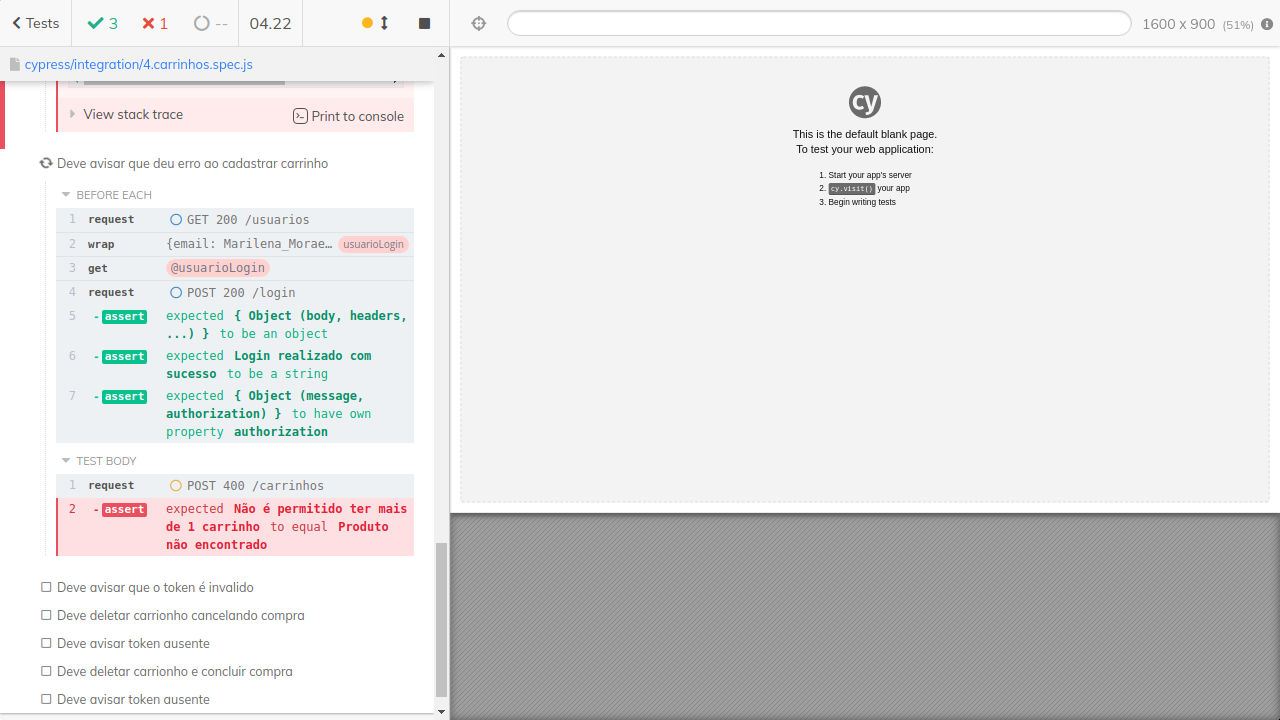 Tests 3 1 -- 04.22 1600 x 900 (51%)
cypress/integration/4.carrinhos.spec.js
View stack trace Print to console
Deve avisar que deu erro ao cadastrar carrinho
BEFORE EACH
1 request GET 200 /usuarios
2 wrap {email: Marilena_Morae… usuarioLogin
3 get @usuarioLogin
4 request POST 200 /login
5 -assert expected { Object (body, headers,
...) } to be an object
6 -assert expected Login realizado com
sucesso to be a string
7 -assert expected { Object (message,
authorization) } to have own
property authorization
TEST BODY
1 request POST 400 /carrinhos
2 -assert expected Não é permitido ter mais
de 1 carrinho to equal Produto
não encontrado
Deve avisar que o token é invalido
Deve deletar carrionho cancelando compra
Deve avisar token ausente
Deve deletar carrionho e concluir compra
Deve avisar token ausente
cy
This is the default blank page.
To test your web application:
1. Start your app's server
2. cy.visit() your app
3. Begin writing tests